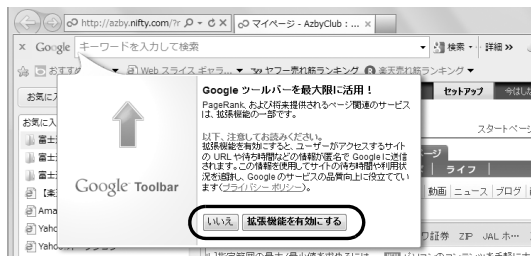 http://azby.nifty.com/?r
マイページ - AzbyClub : ...
× Google キーワードを入力して検索
検索
詳細 »
Web スライス ギャラ...
ヤフー売れ筋ランキング
楽天売れ筋ランキング
お気に入
セットアップ
今はし
スタートページ
お気に入
富士
富士
富士
【楽
Ama
Yahoo
Yahoo
Google Toolbar
Google ツールバーを最大限に活用！
PageRank、および将来提供されるページ関連のサービス
は、拡張機能の一部です。
以下、注意してお読みください。
拡張機能を有効にすると、ユーザーがアクセスするサイト
の URL や待ち時間などの情報が匿名で Google に送信
されます。この情報を使用してサイトの待ち時間や利用状
況を追跡し、Google のサービスの品質向上に役立ててい
ます(プライバシー ポリシー)。
いいえ
拡張機能を有効にする
ページ
ライフ
動画 ニュース ブログ
証券 ZIP JAL ホ...